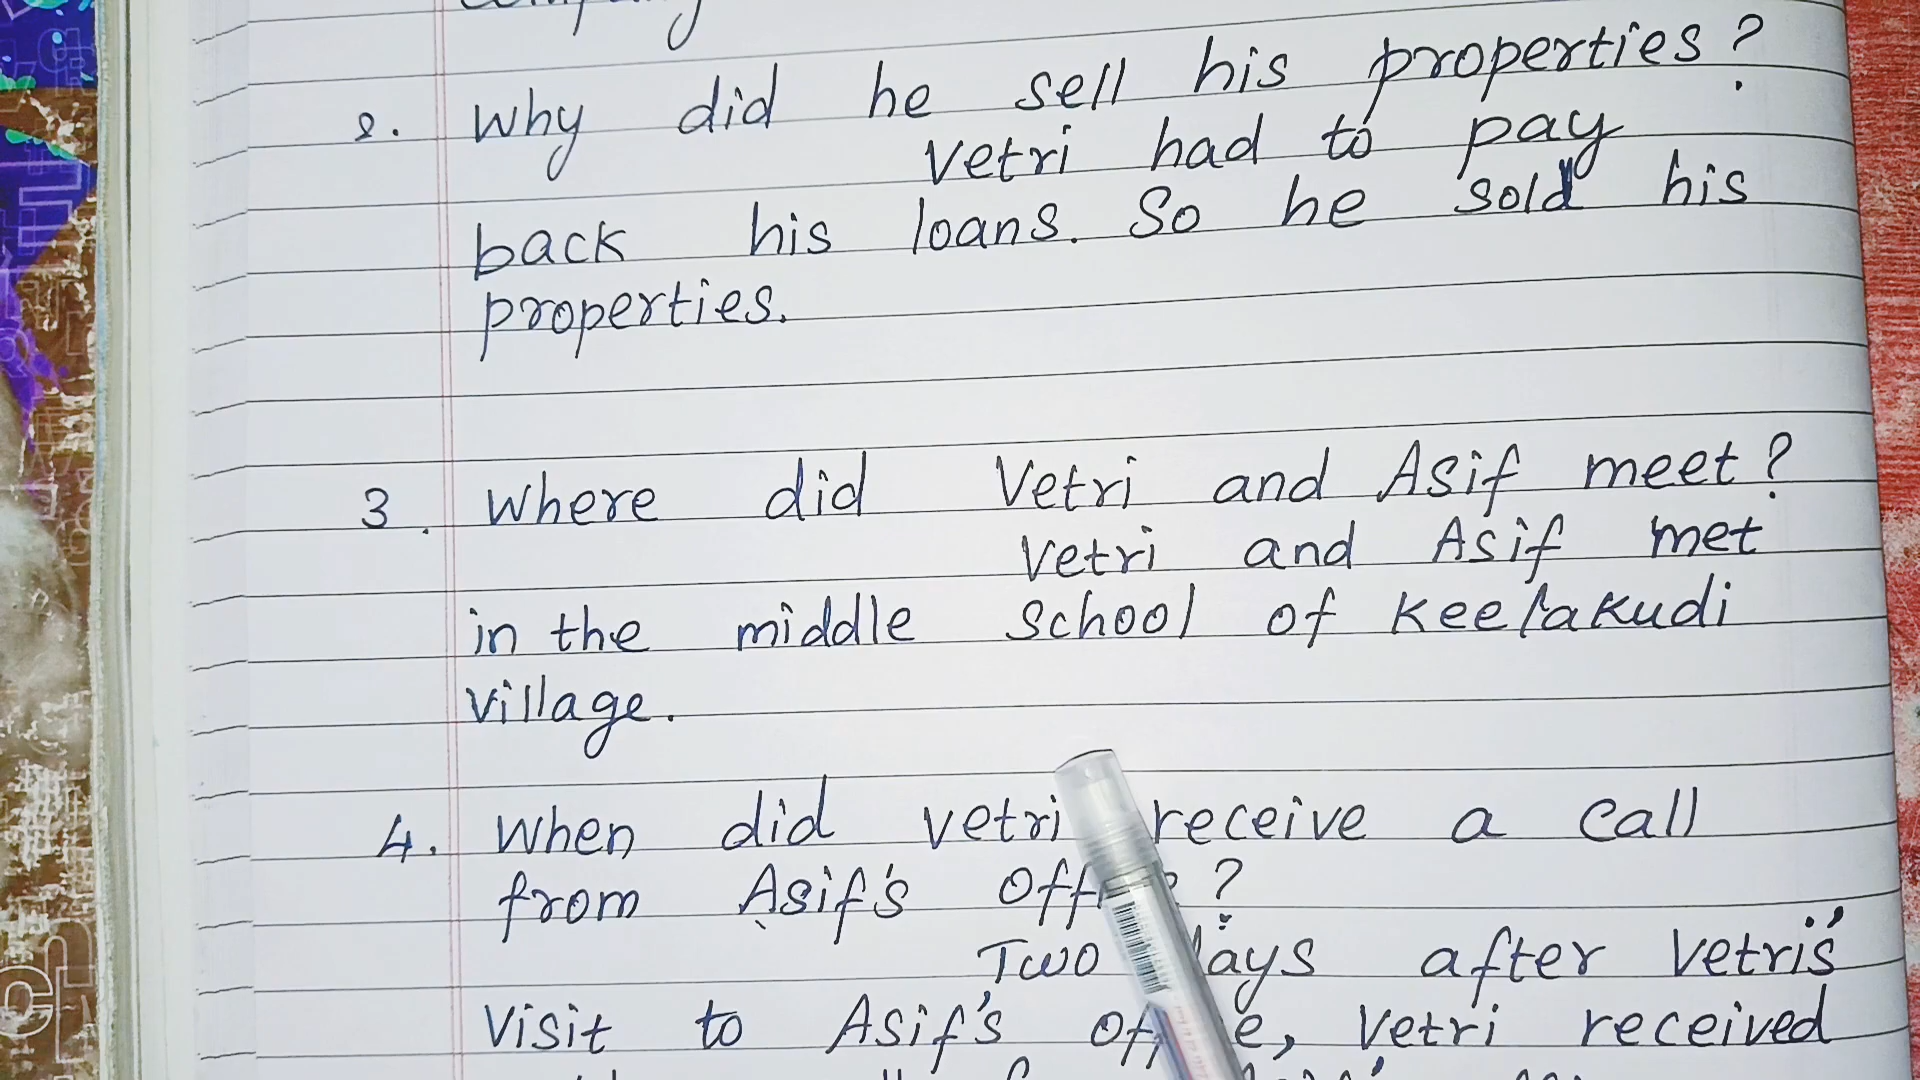 2. Why did he sell his properties?
Vetri had to pay
back his loans. So he sold his
properties.
3. Where did Vetri and Asif meet?
Vetri and Asif met
in the middle school of Keelakudi
village.
4. When did vetri receive a call
from Asif's ?
Two after Vetri's
visit to Asif's Vetri received